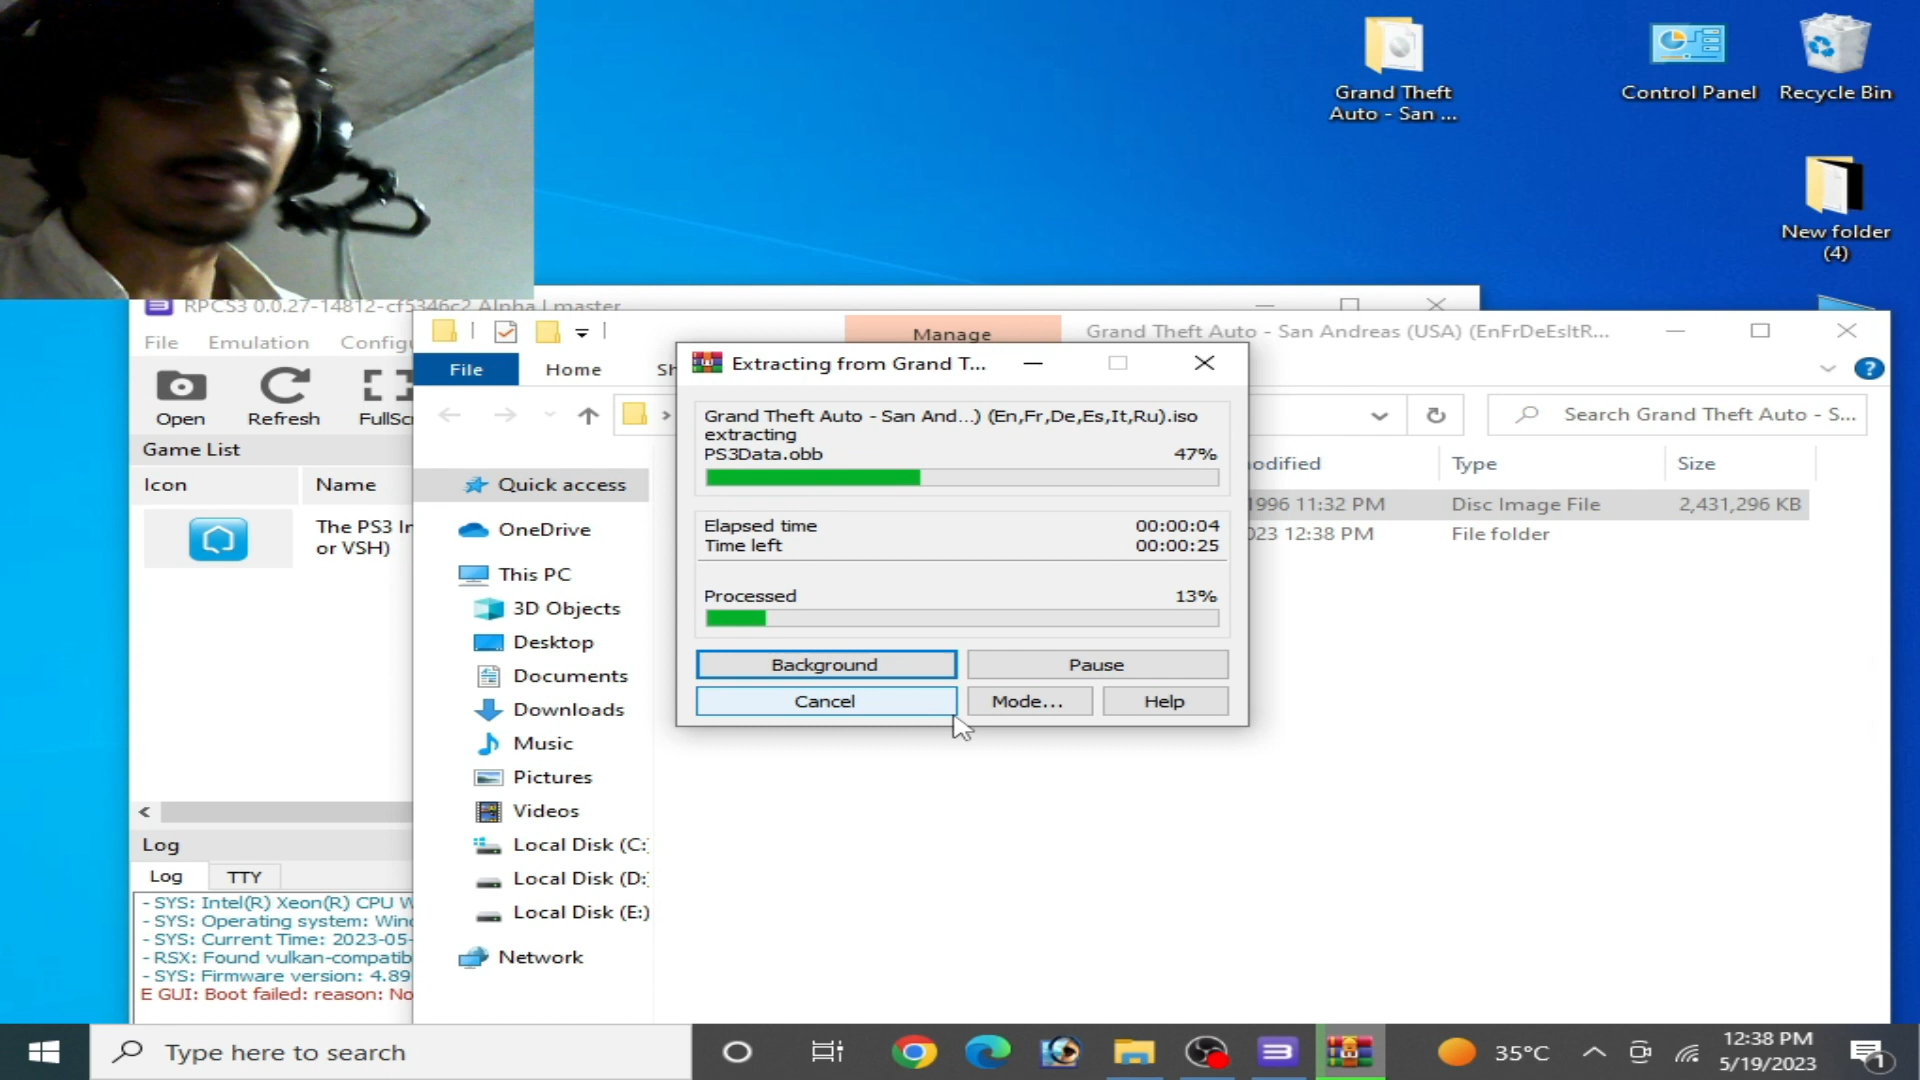 Grand Theft
Auto - San ...
Control Panel
Recycle Bin
New folder
(4)
RPCS3 0.0.27-14812-cf5346c2 Alpha | master
File Emulation Configu
Open Refresh FullScr
Game List
Icon Name
The PS3 In
or VSH)
Log
Log TTY
- SYS: Intel(R) Xeon(R) CPU W
- SYS: Operating system: Wind
- SYS: Current Time: 2023-05-
- RSX: Found vulkan-compatib
- SYS: Firmware version: 4.89
E GUI: Boot failed: reason: No
Manage
Grand Theft Auto - San Andreas (USA) (EnFrDeEsItR...
File Home Sh
Search Grand Theft Auto - S...
Quick access
OneDrive
This PC
3D Objects
Desktop
Documents
Downloads
Music
Pictures
Videos
Local Disk (C:
Local Disk (D:
Local Disk (E:)
Network
odified Type Size
1996 11:32 PM Disc Image File 2,431,296 KB
023 12:38 PM File folder
Extracting from Grand T...
Grand Theft Auto - San And...) (En,Fr,De,Es,It,Ru).iso
extracting
PS3Data.obb 47%
Elapsed time 00:00:04
Time left 00:00:25
Processed 13%
Background Pause
Cancel Mode... Help
Type here to search
35°C
12:38 PM
5/19/2023
1